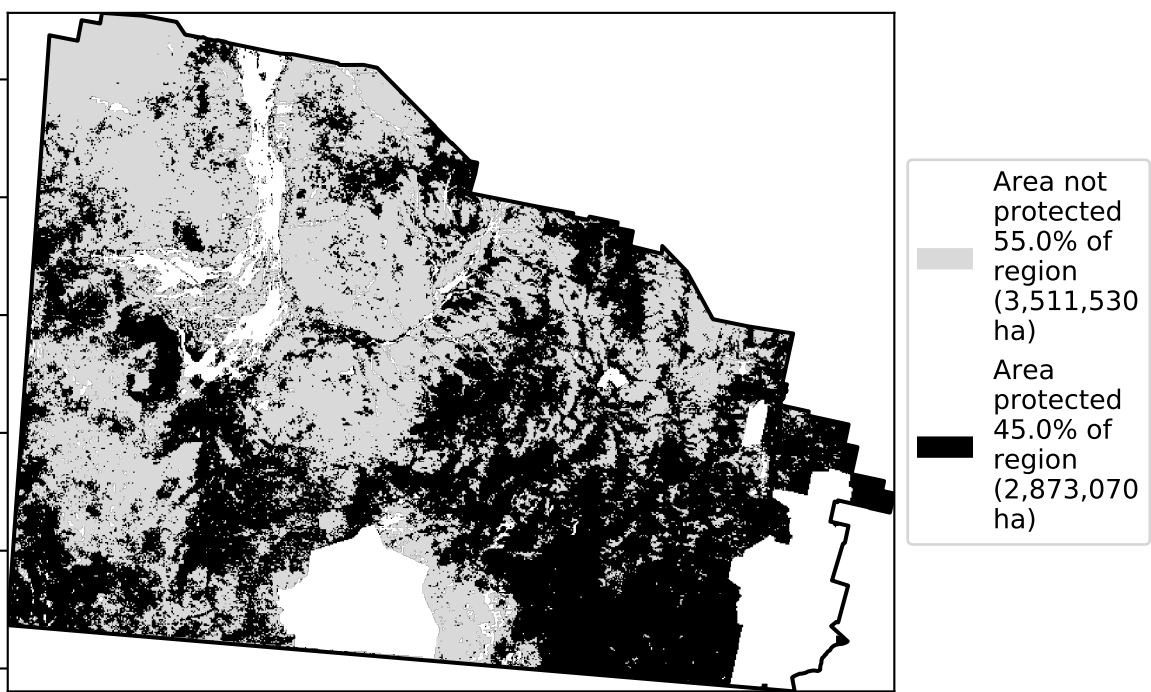 Area not
protected
55.0% of
region
(3,511,530
ha)
Area
protected
45.0% of
region
(2,873,070
ha)